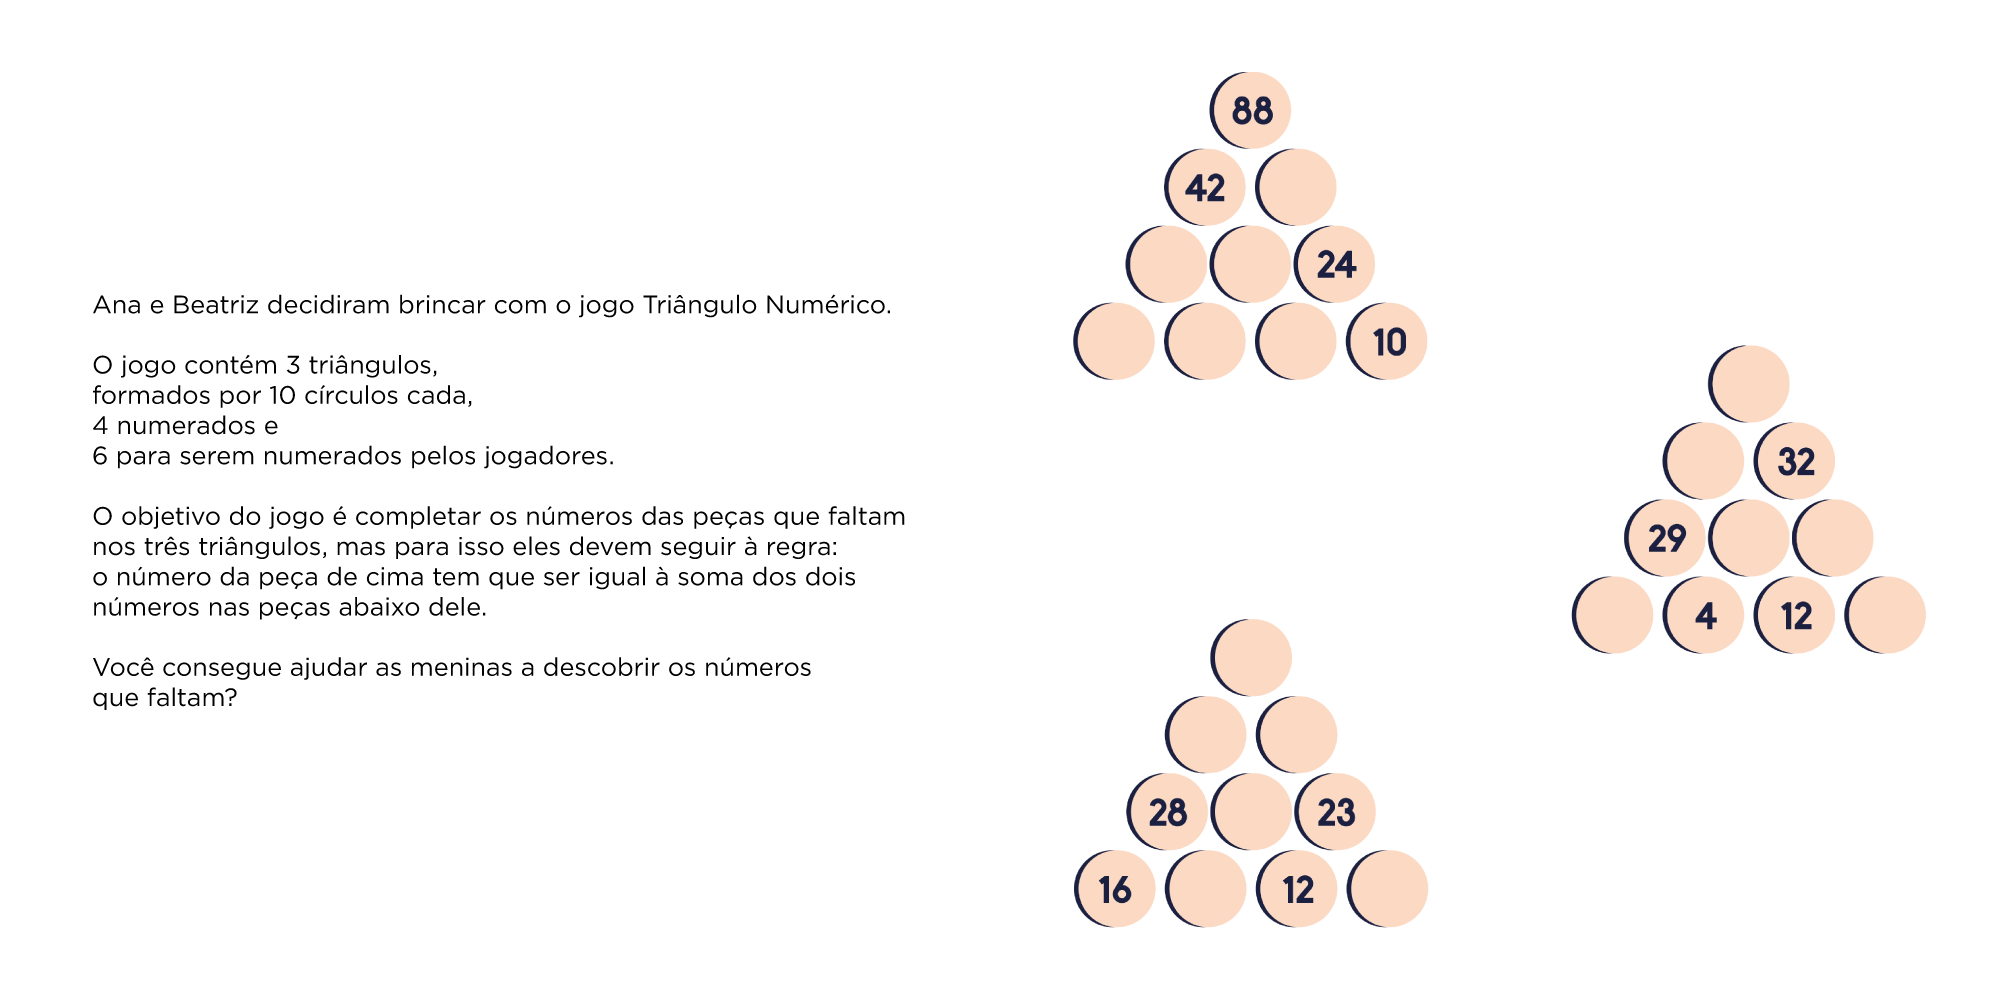 Ana e Beatriz decidiram brincar com o jogo Triângulo Numérico.
O jogo contém 3 triângulos,
formados por 10 círculos cada,
4 numerados e
6 para serem numerados pelos jogadores.
O objetivo do jogo é completar os números das peças que faltam
nos três triângulos, mas para isso eles devem seguir à regra:
o número da peça de cima tem que ser igual à soma dos dois
números nas peças abaixo dele.
Você consegue ajudar as meninas a descobrir os números
que faltam?
88
42
24
10
32
29
4 12
28 23
16 12